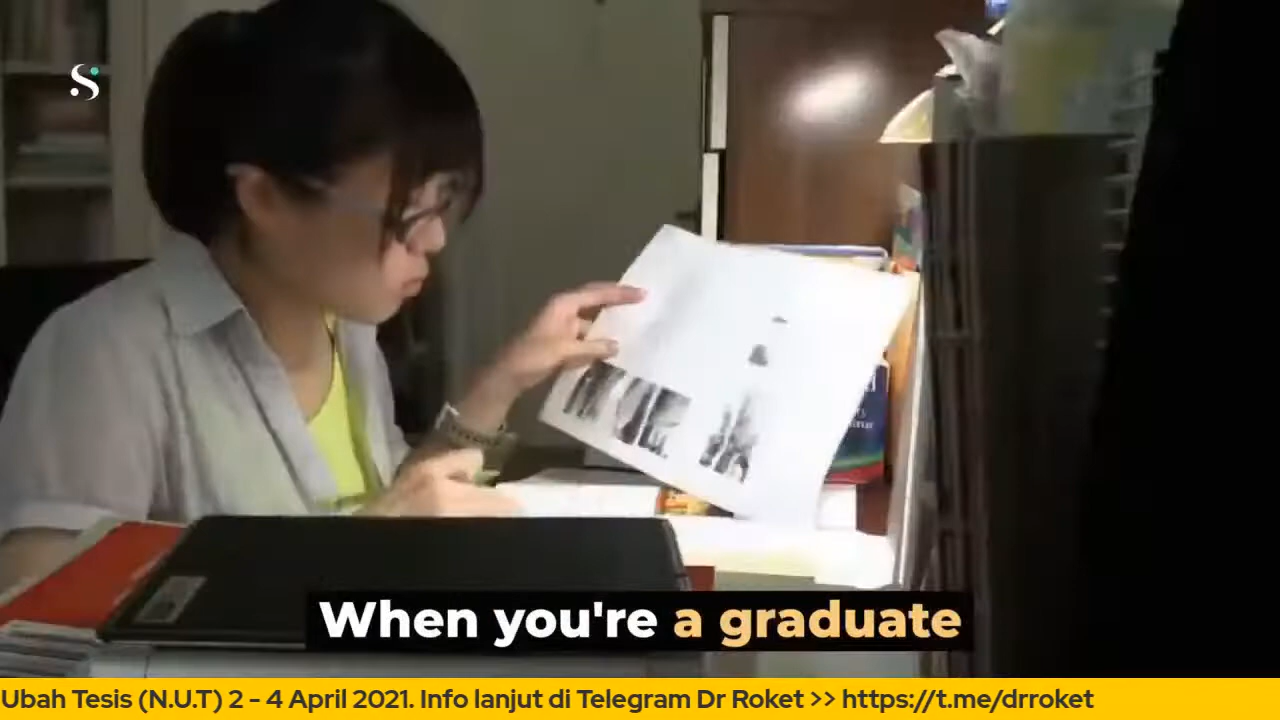 S
When you're a graduate
Ubah Tesis (N.U.T) 2 - 4 April 2021. Info lanjut di Telegram Dr Roket >> https://t.me/drroket